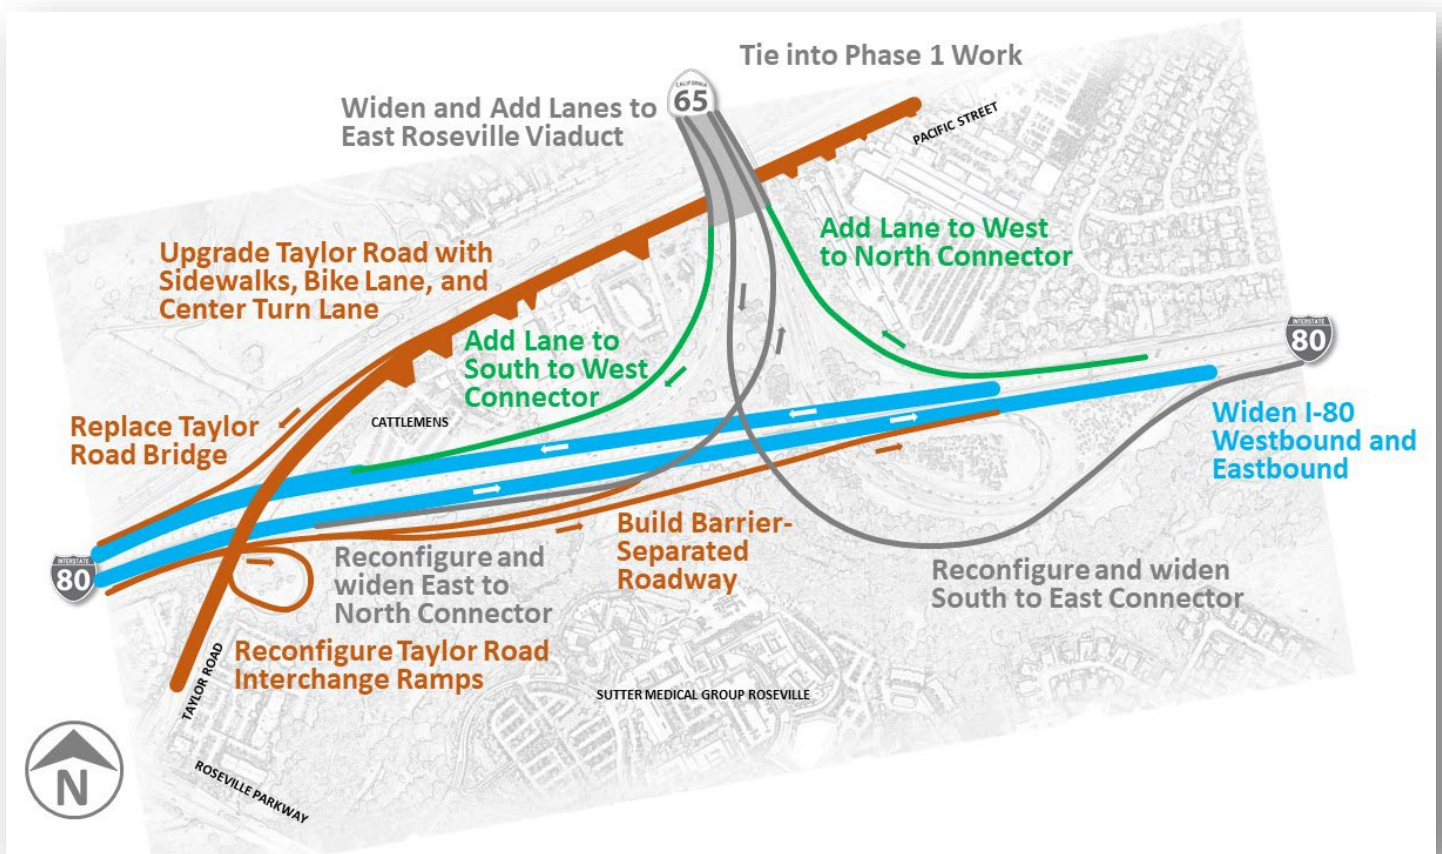 Tie into Phase 1 Work
CALIFORNIA
65
Widen and Add Lanes to
East Roseville Viaduct
PACIFIC STREET
Upgrade Taylor Road with
Sidewalks, Bike Lane, and
Center Turn Lane
Add Lane to West
to North Connector
Add Lane to
South to West
Connector
INTERSTATE
80
CATTLEMENS
Replace Taylor
Road Bridge
Widen I-80
Westbound and
Eastbound
INTERSTATE
80
Build Barrier-
Separated
Roadway
Reconfigure and
widen East to
North Connector
Reconfigure and widen
South to East Connector
Reconfigure Taylor Road
Interchange Ramps
TAYLOR ROAD
SUTTER MEDICAL GROUP ROSEVILLE
N
ROSEVILLE PARKWAY